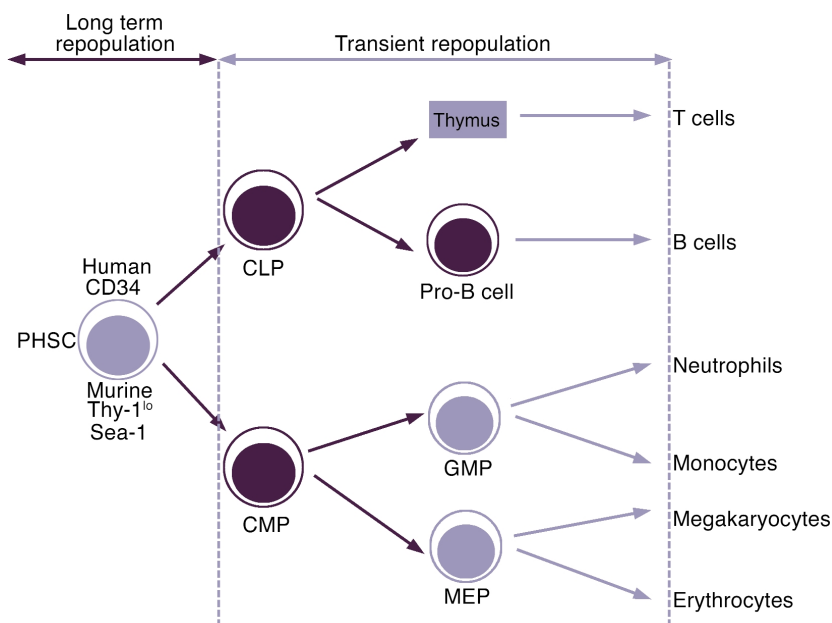 Long term
repopulation
Transient repopulation
Thymus
T cells
CLP
Pro-B cell
B cells
Human
CD34
PHSC
Murine
Thy-1lo
Sea-1
CMP
GMP
Neutrophils
Monocytes
MEP
Megakaryocytes
Erythrocytes